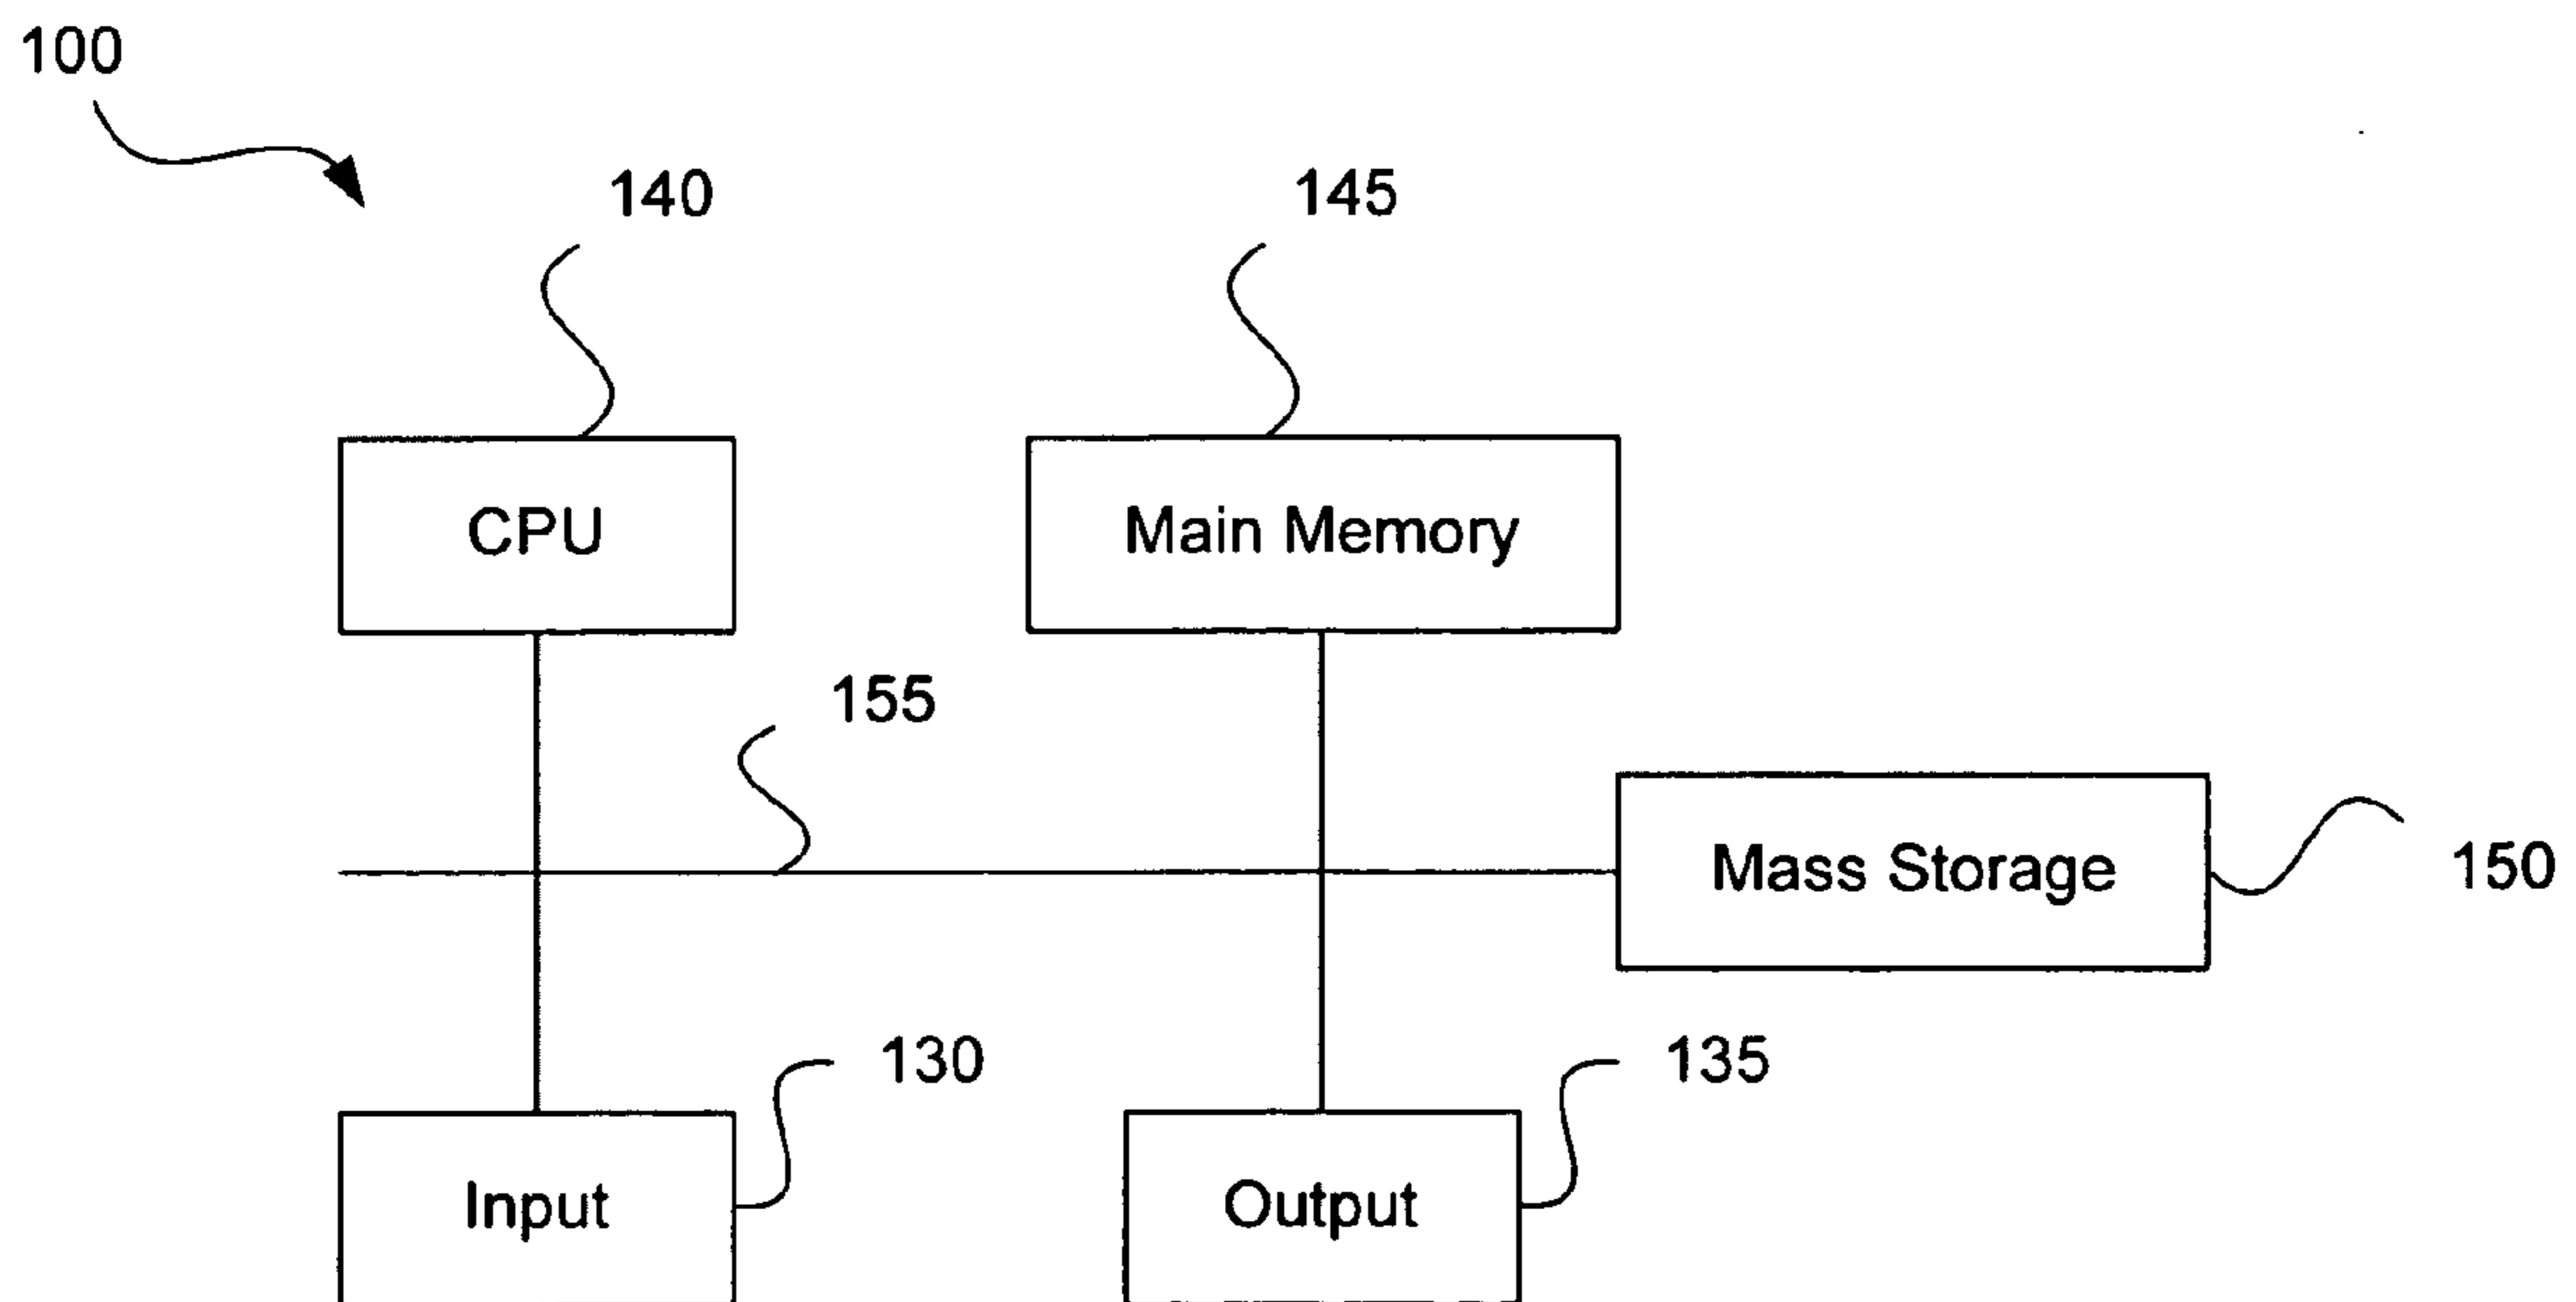 100
140
145
CPU
Main Memory
155
Mass Storage
150
130
135
Input
Output